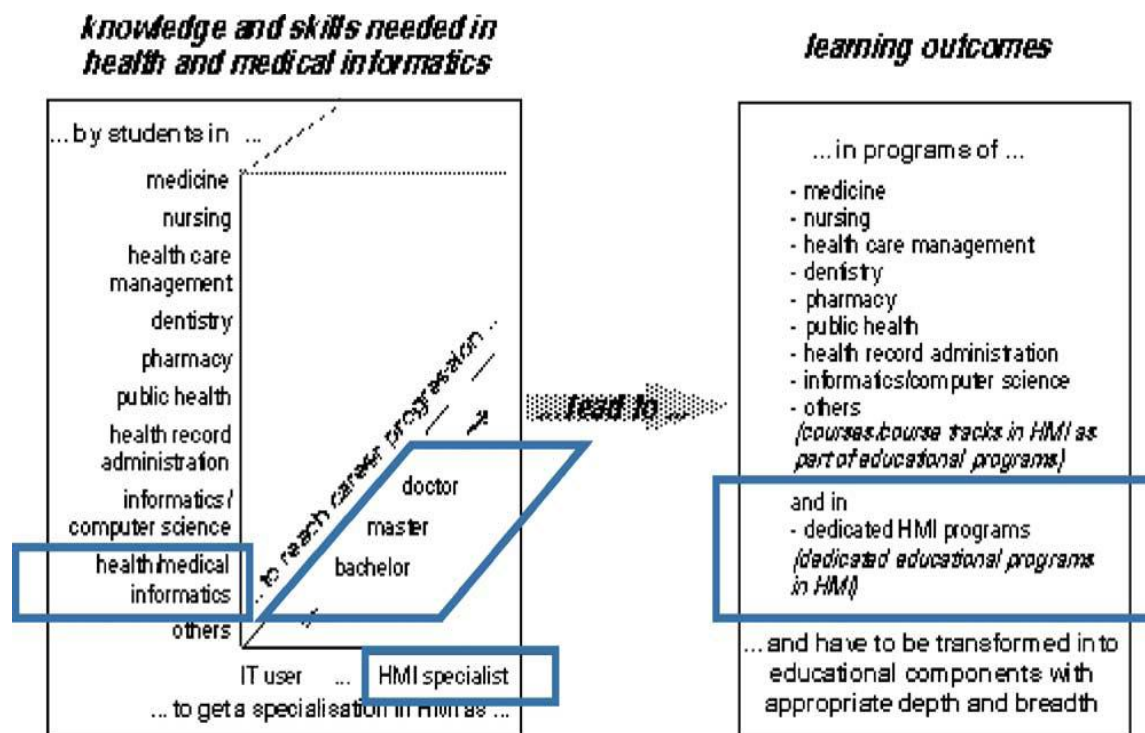 knowledge and skills needed in
health and medical informatics
... by students in ...
medicine
nursing
health care
management
dentistry
pharmacy
public health
health record
administration
informatics/
computer science
health/medical
informatics
others
... to reach career progression ...
doctor
master
bachelor
IT user ... HMI specialist
... to get a specialisation in HMI as ...
... lead to ...
learning outcomes
... in programs of ...
- medicine
- nursing
- health care management
- dentistry
- pharmacy
- public health
- health record administration
- informatics/computer science
- others
(courses/course tracks in HMI as
part of educational programs)
and in
- dedicated HMI programs
(dedicated educational programs
in HMI)
... and have to be transformed in to
educational components with
appropriate depth and breadth